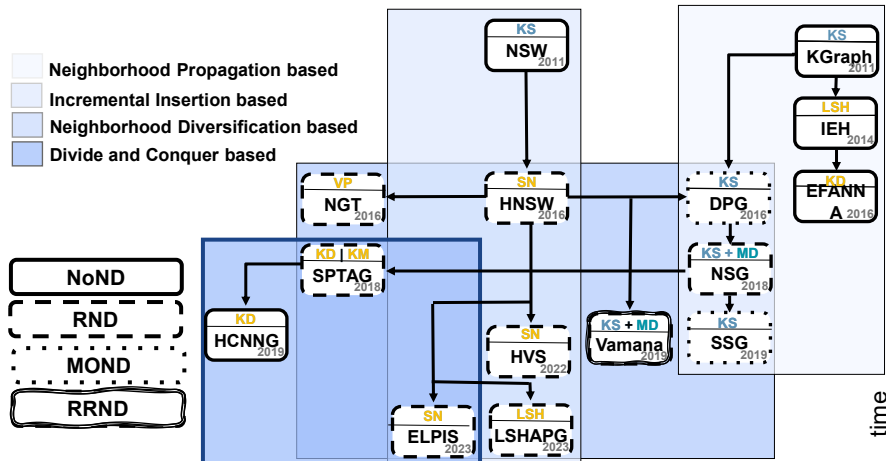 KS
NSW
2011
KS
KGraph
2011
Neighborhood Propagation based
Incremental Insertion based
Neighborhood Diversification based
Divide and Conquer based
LSH
IEH
2014
VP
NGT
2016
SN
HNSW
2016
KS
DPG
2016
KD
EFANN
A
2016
KD | KM
SPTAG
2018
KS + MD
NSG
2018
NoND
RND
MOND
RRND
KD
HCNNG
2019
SN
HVS
2022
KS + MD
Vamana
2019
KS
SSG
2019
SN
ELPIS
2023
LSH
LSHAPG
2023
time